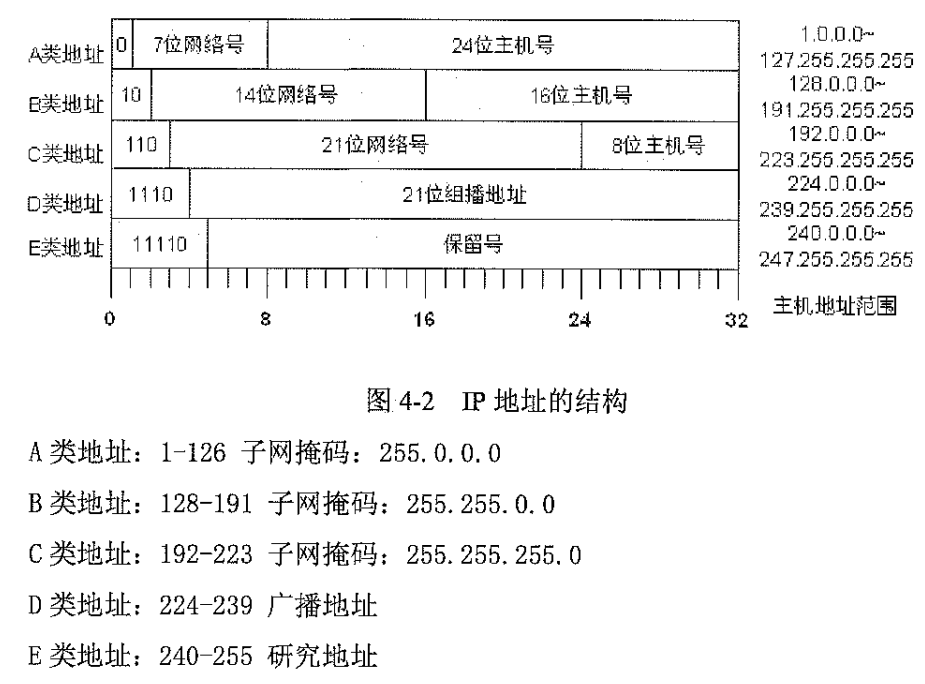 A类地址 0 7位网络号 24位主机号 1.0.0.0~
127.255.255.255
B类地址 10 14位网络号 16位主机号 128.0.0.0~
191.255.255.255
C类地址 110 21位网络号 8位主机号 192.0.0.0~
223.255.255.255
D类地址 1110 21位组播地址 224.0.0.0~
239.255.255.255
E类地址 11110 保留号 240.0.0.0~
247.255.255.255
0 8 16 24 32 主机地址范围
图 4-2 IP 地址的结构
A 类地址：1-126 子网掩码：255.0.0.0
B 类地址：128-191 子网掩码：255.255.0.0
C 类地址：192-223 子网掩码：255.255.255.0
D 类地址：224-239 广播地址
E 类地址：240-255 研究地址